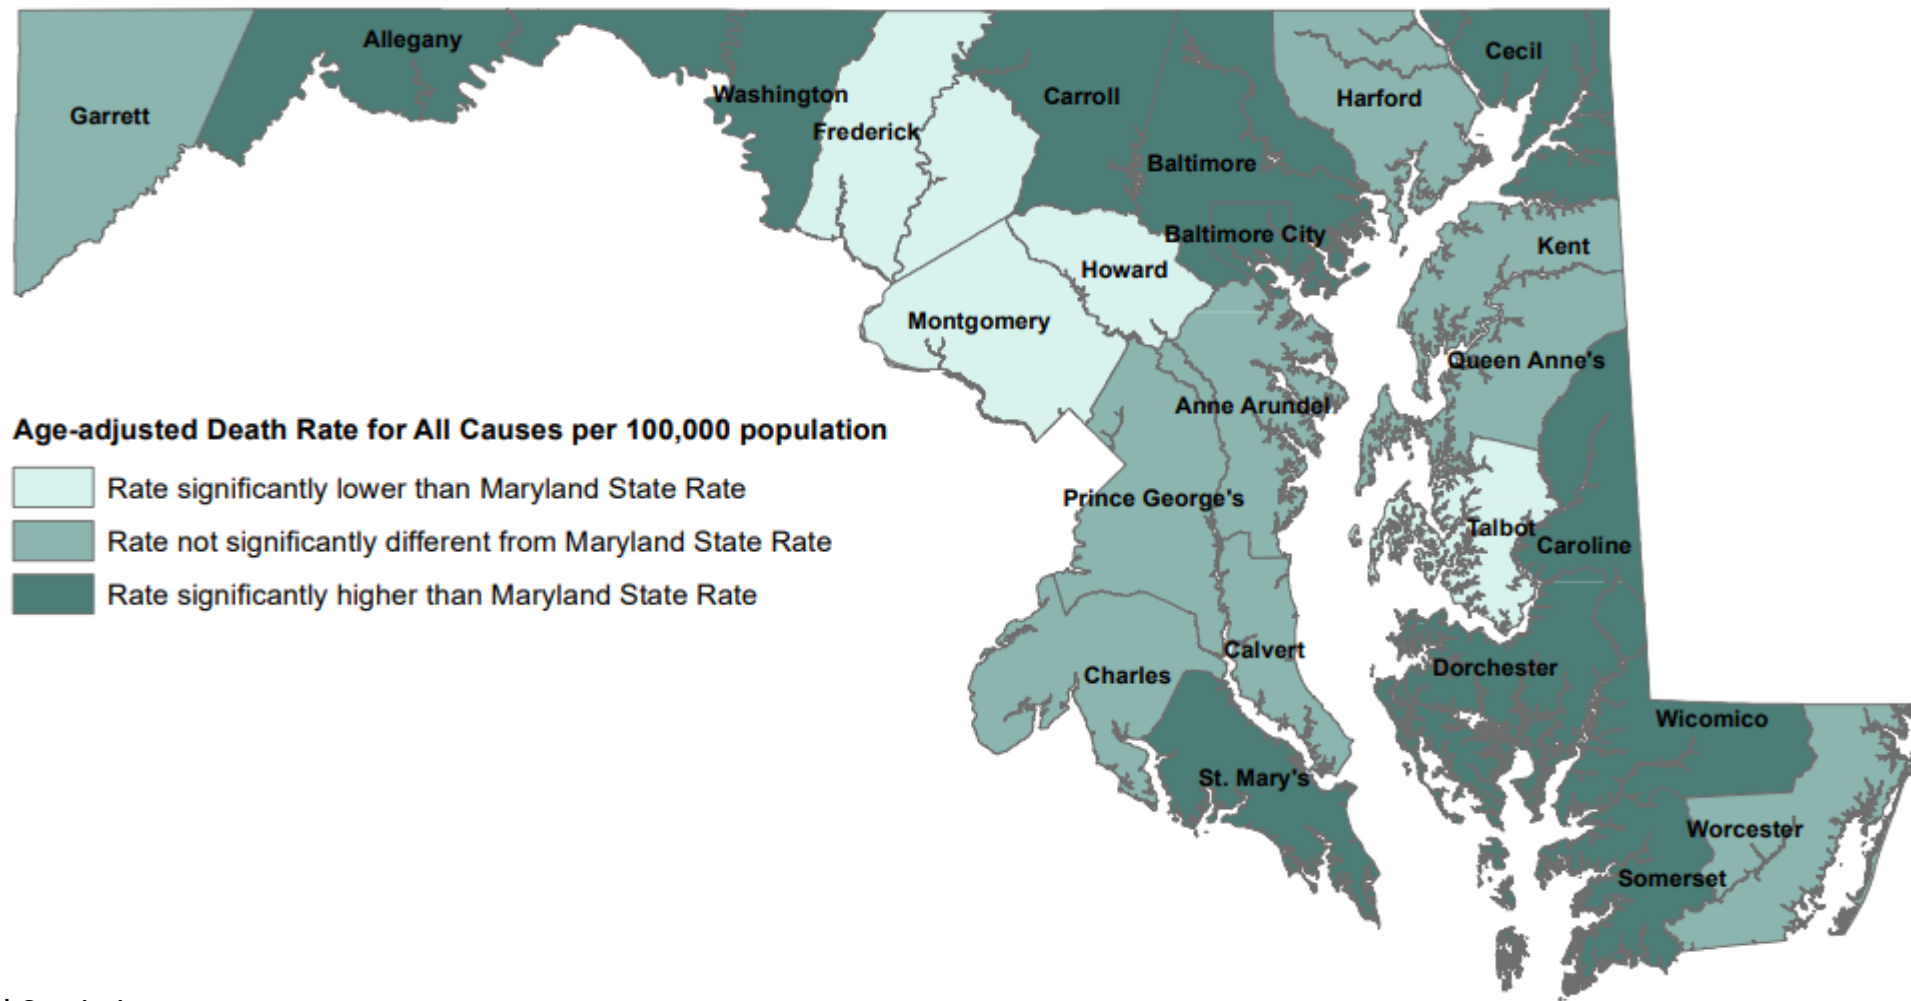 Allegany
Cecil
Garrett
Washington
Carroll
Harford
Frederick
Baltimore
Baltimore City
Kent
Howard
Montgomery
Queen Anne's
Anne Arundel
Age-adjusted Death Rate for All Causes per 100,000 population
Rate significantly lower than Maryland State Rate
Rate not significantly different from Maryland State Rate
Rate significantly higher than Maryland State Rate
Prince George's
Talbot
Caroline
Calvert
Charles
Dorchester
Wicomico
St. Mary's
Worcester
Somerset